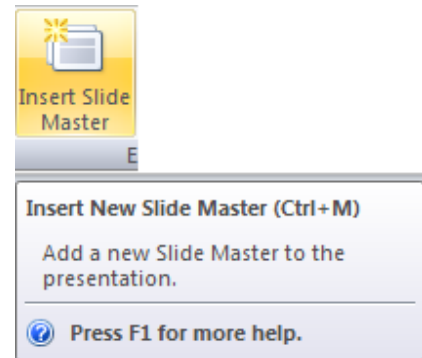 Insert Slide
Master
E
Insert New Slide Master (Ctrl+M)
Add a new Slide Master to the
presentation.
Press F1 for more help.